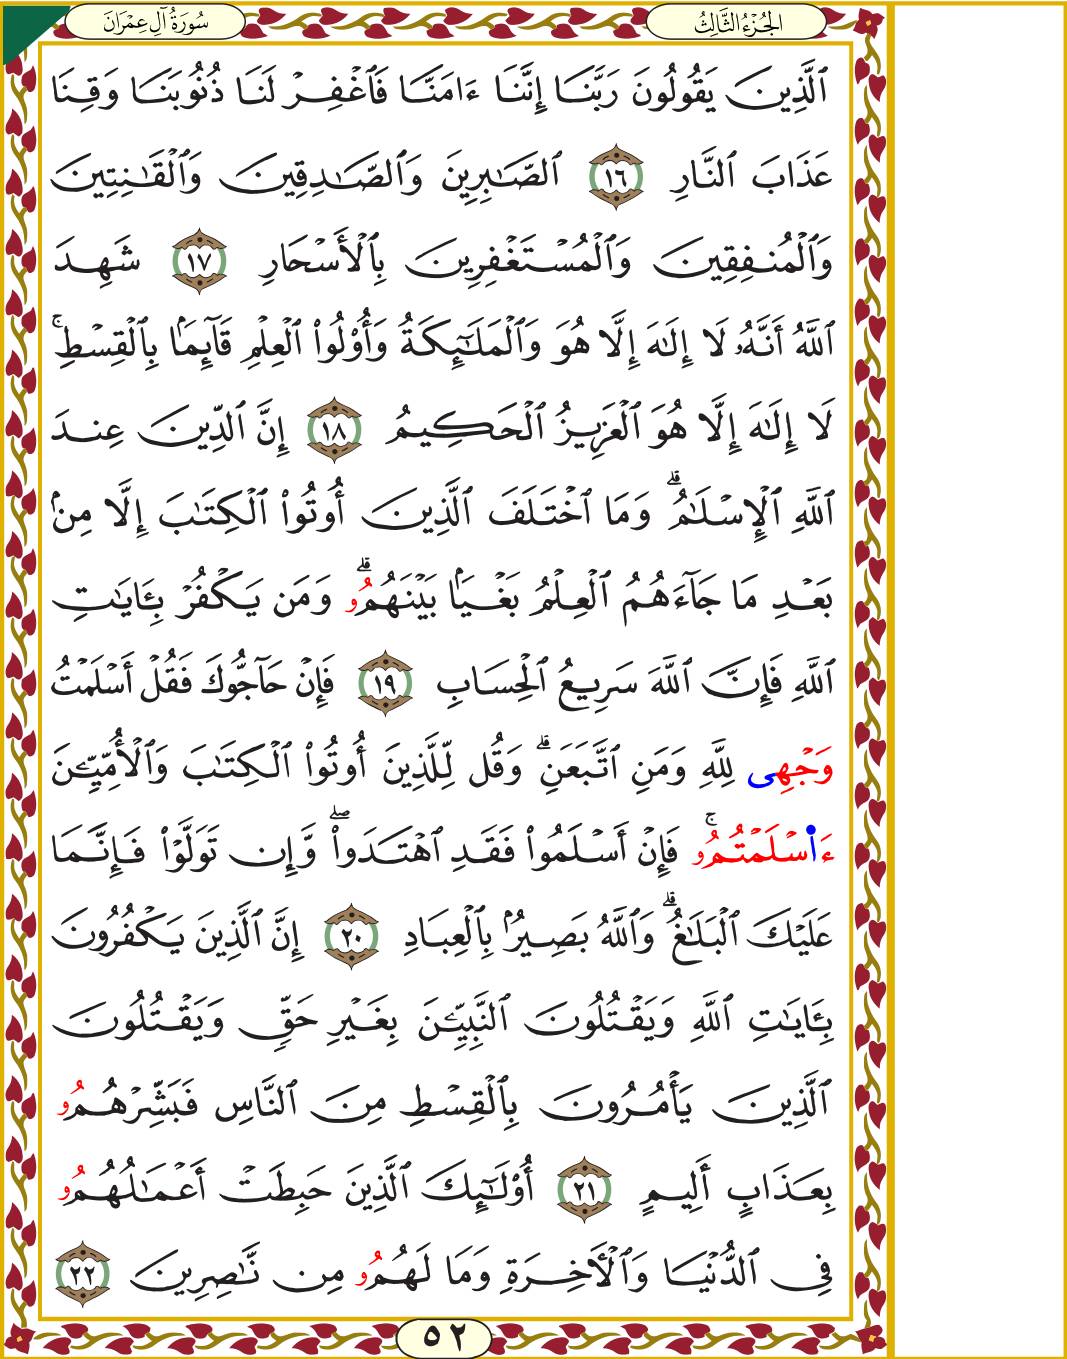 سُورَةُ آلِ عِمْرَانَ
الجُزْءُ الثَّالِثُ
ٱلَّذِينَ يَقُولُونَ رَبَّنَآ إِنَّنَآ ءَامَنَّا فَٱغْفِرْ لَنَا ذُنُوبَنَا وَقِنَا
عَذَابَ ٱلنَّارِ ١٦ ٱلصَّٰبِرِينَ وَٱلصَّٰدِقِينَ وَٱلْقَٰنِتِينَ
وَٱلْمُنفِقِينَ وَٱلْمُسْتَغْفِرِينَ بِٱلْأَسْحَارِ ١٧ شَهِدَ
ٱللَّهُ أَنَّهُۥ لَآ إِلَٰهَ إِلَّا هُوَ وَٱلْمَلَٰٓئِكَةُ وَأُو۟لُوا۟ ٱلْعِلْمِ قَآئِمًۢا بِٱلْقِسْطِ ۚ
لَآ إِلَٰهَ إِلَّا هُوَ ٱلْعَزِيزُ ٱلْحَكِيمُ ١٨ إِنَّ ٱلدِّينَ عِندَ
ٱللَّهِ ٱلْإِسْلَٰمُ ۗ وَمَا ٱخْتَلَفَ ٱلَّذِينَ أُوتُوا۟ ٱلْكِتَٰبَ إِلَّا مِنۢ
بَعْدِ مَا جَآءَهُمُ ٱلْعِلْمُ بَغْيًۢا بَيْنَهُمُۥ ۗ وَمَن يَكْفُرْ بِـَٔايَٰتِ
ٱللَّهِ فَإِنَّ ٱللَّهَ سَرِيعُ ٱلْحِسَابِ ١٩ فَإِنْ حَآجُّوكَ فَقُلْ أَسْلَمْتُ
وَجْهِى لِلَّهِ وَمَنِ ٱتَّبَعَنِ ۗ وَقُل لِّلَّذِينَ أُوتُوا۟ ٱلْكِتَٰبَ وَٱلْأُمِّيِّـۧنَ
ءَا۬سْلَمْتُمُۥ ۚ فَإِنْ أَسْلَمُوا۟ فَقَدِ ٱهْتَدَوا۟ ۖ وَّإِن تَوَلَّوْا۟ فَإِنَّمَا
عَلَيْكَ ٱلْبَلَٰغُ ۗ وَٱللَّهُ بَصِيرُۢ بِٱلْعِبَادِ ٢٠ إِنَّ ٱلَّذِينَ يَكْفُرُونَ
بِـَٔايَٰتِ ٱللَّهِ وَيَقْتُلُونَ ٱلنَّبِيِّـۧنَ بِغَيْرِ حَقٍّ وَيَقْتُلُونَ
ٱلَّذِينَ يَأْمُرُونَ بِٱلْقِسْطِ مِنَ ٱلنَّاسِ فَبَشِّرْهُمُۥ
بِعَذَابٍ أَلِيمٍ ٢١ أُو۟لَٰٓئِكَ ٱلَّذِينَ حَبِطَتْ أَعْمَٰلُهُمُۥ
فِى ٱلدُّنْيَا وَٱلْأَخِرَةِ وَمَا لَهُمُۥ مِن نَّٰصِرِينَ ٢٢
٥٢